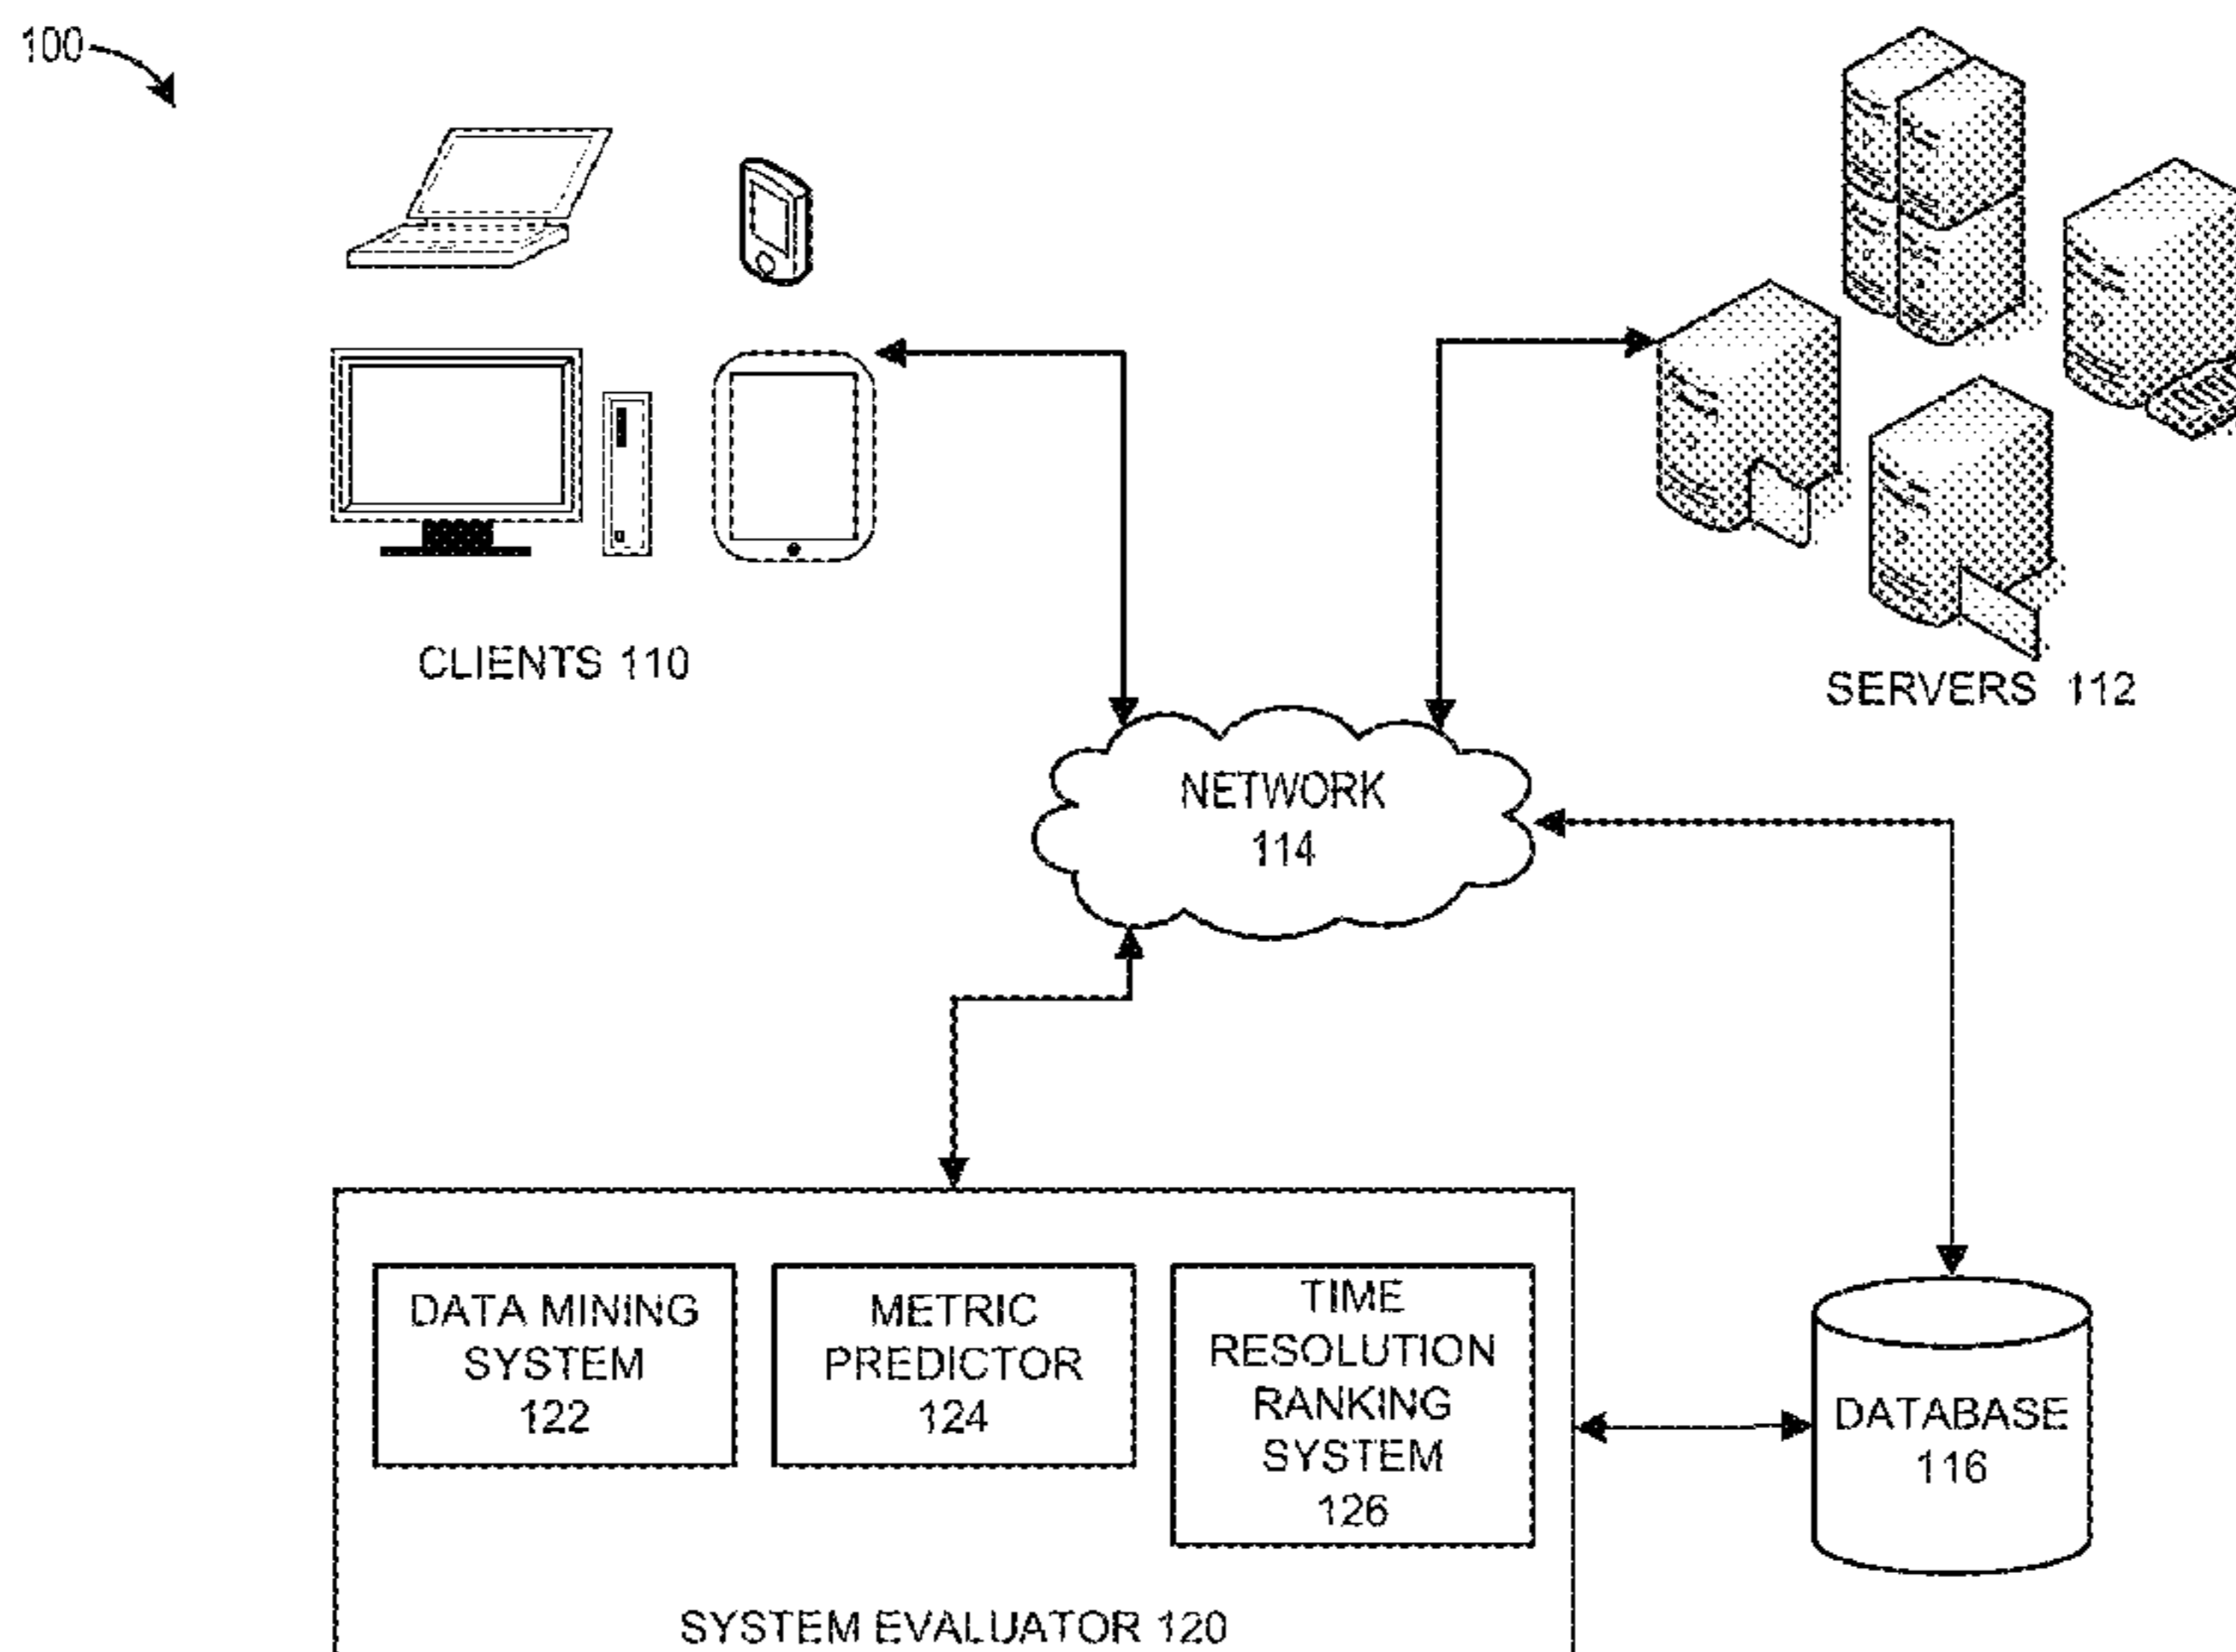 100
CLIENTS 110
SERVERS 112
NETWORK
114
DATA MINING
SYSTEM
122
METRIC
PREDICTOR
124
TIME
RESOLUTION
RANKING
SYSTEM
126
DATABASE
116
SYSTEM EVALUATOR 120